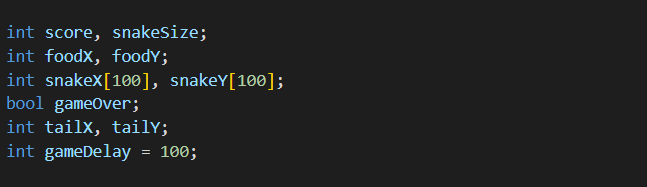 int score, snakeSize;
int foodX, foodY;
int snakeX[100], snakeY[100];
bool gameOver;
int tailX, tailY;
int gameDelay = 100;